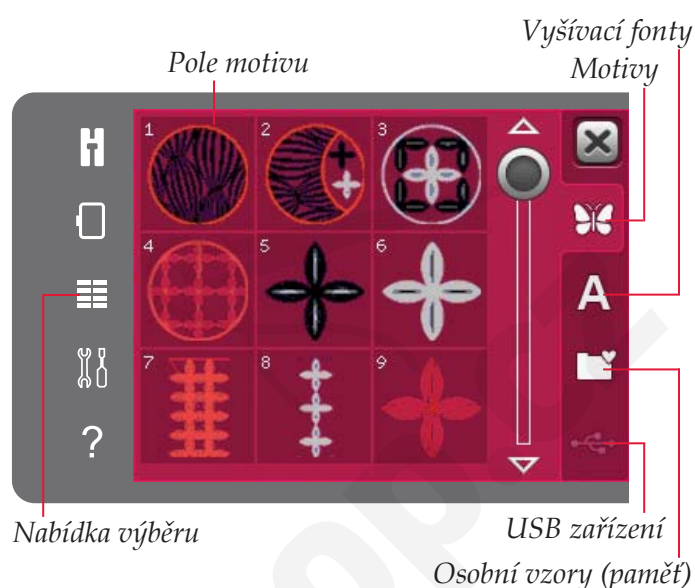 Vyšívací fonty
Motivy
Pole motivu
1 2 3
4 5 6
7 8 9
A
?
Nabídka výběru
USB zařízení
Osobní vzory (paměť)